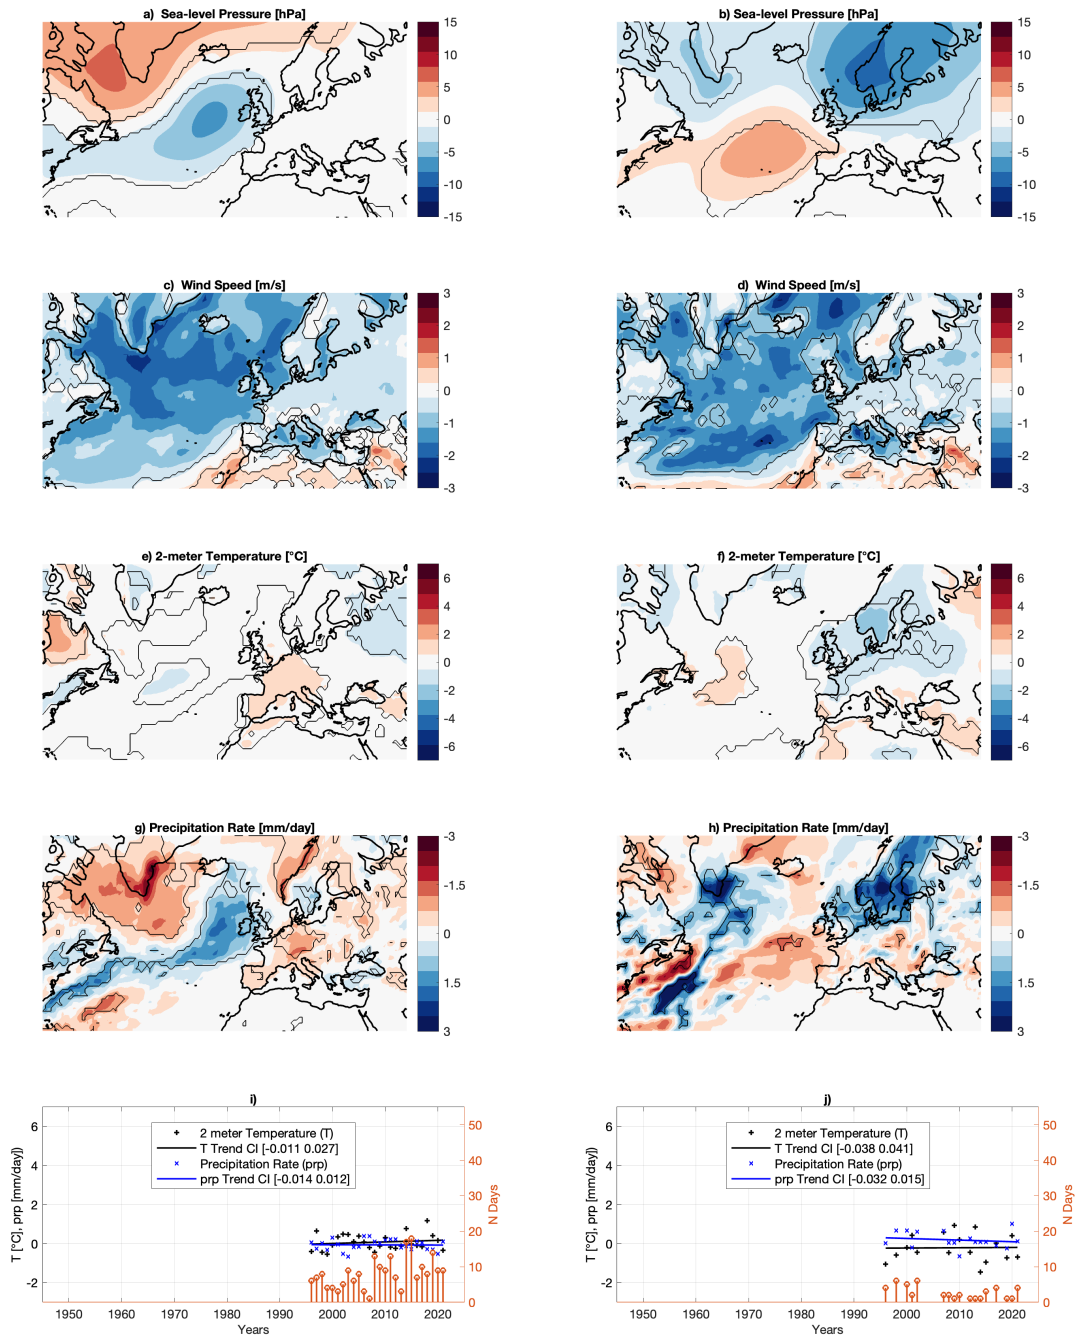 a)  Sea-level Pressure [hPa]
15
10
5
0
-5
-10
-15
b) Sea-level Pressure [hPa]
15
10
5
0
-5
-10
-15
c)  Wind Speed [m/s]
3
2
1
0
-1
-2
-3
d)  Wind Speed [m/s]
3
2
1
0
-1
-2
-3
e) 2-meter Temperature [°C]
6
4
2
0
-2
-4
-6
f) 2-meter Temperature [°C]
6
4
2
0
-2
-4
-6
g) Precipitation Rate [mm/day]
-3
-1.5
0
1.5
3
h) Precipitation Rate [mm/day]
-3
-1.5
0
1.5
3
i)
T [°C], prp [mm/dayj)
6
4
2
0
-2
2 meter Temperature (T)
T Trend CI [-0.011 0.027]
Precipitation Rate (prp)
prp Trend CI [-0.014 0.012]
50
40
30
20
10
0
N Days
1950 1960 1970 1980 1990 2000 2010 2020
Years
j)
T [°C], prp [mm/day]
6
4
2
0
-2
2 meter Temperature (T)
T Trend CI [-0.038 0.041]
Precipitation Rate (prp)
prp Trend CI [-0.032 0.015]
50
40
30
20
10
0
N Days
1950 1960 1970 1980 1990 2000 2010 2020
Years